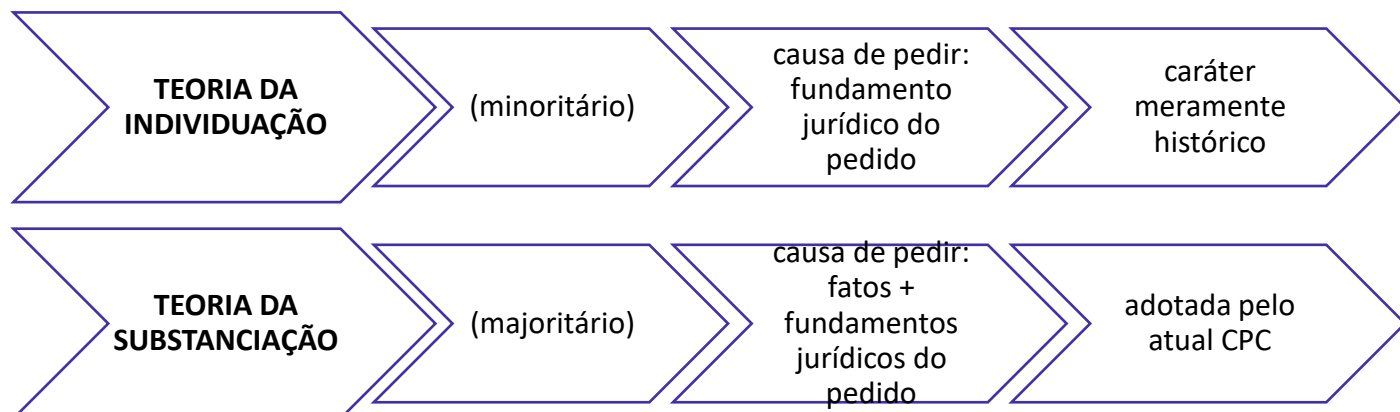 TEORIA DA
INDIVIDUAÇÃO
(minoritário)
causa de pedir:
fundamento
jurídico do
pedido
caráter
meramente
histórico
TEORIA DA
SUBSTANCIAÇÃO
(majoritário)
causa de pedir:
fatos +
fundamentos
jurídicos do
pedido
adotada pelo
atual CPC